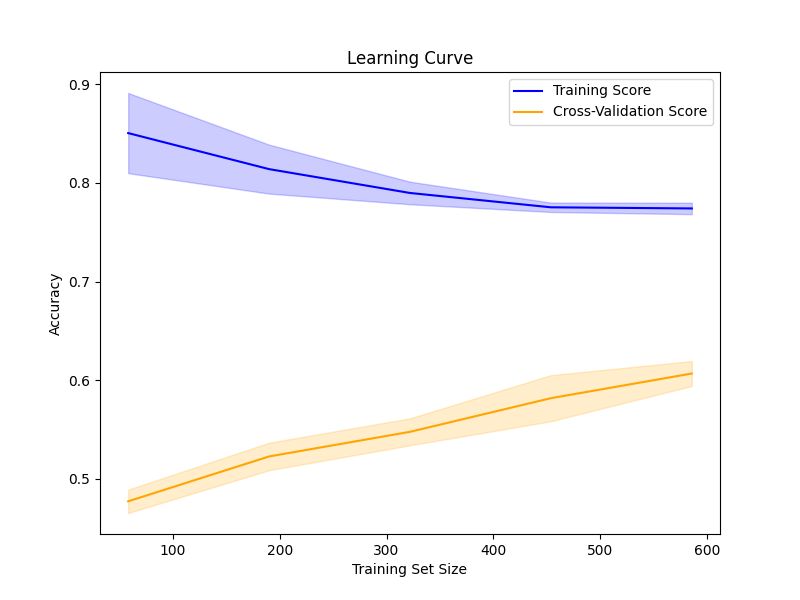 Learning Curve
Training Score
Cross-Validation Score
Accuracy
0.9
0.8
0.7
0.6
0.5
100 200 300 400 500 600
Training Set Size